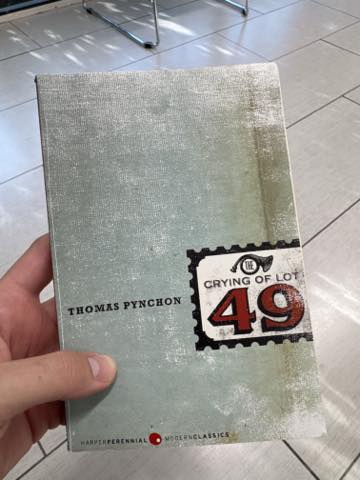 THE
CRYING OF LOT
49
THOMAS PYNCHON
HARPERPERENNIAL MODERNCLASSICS